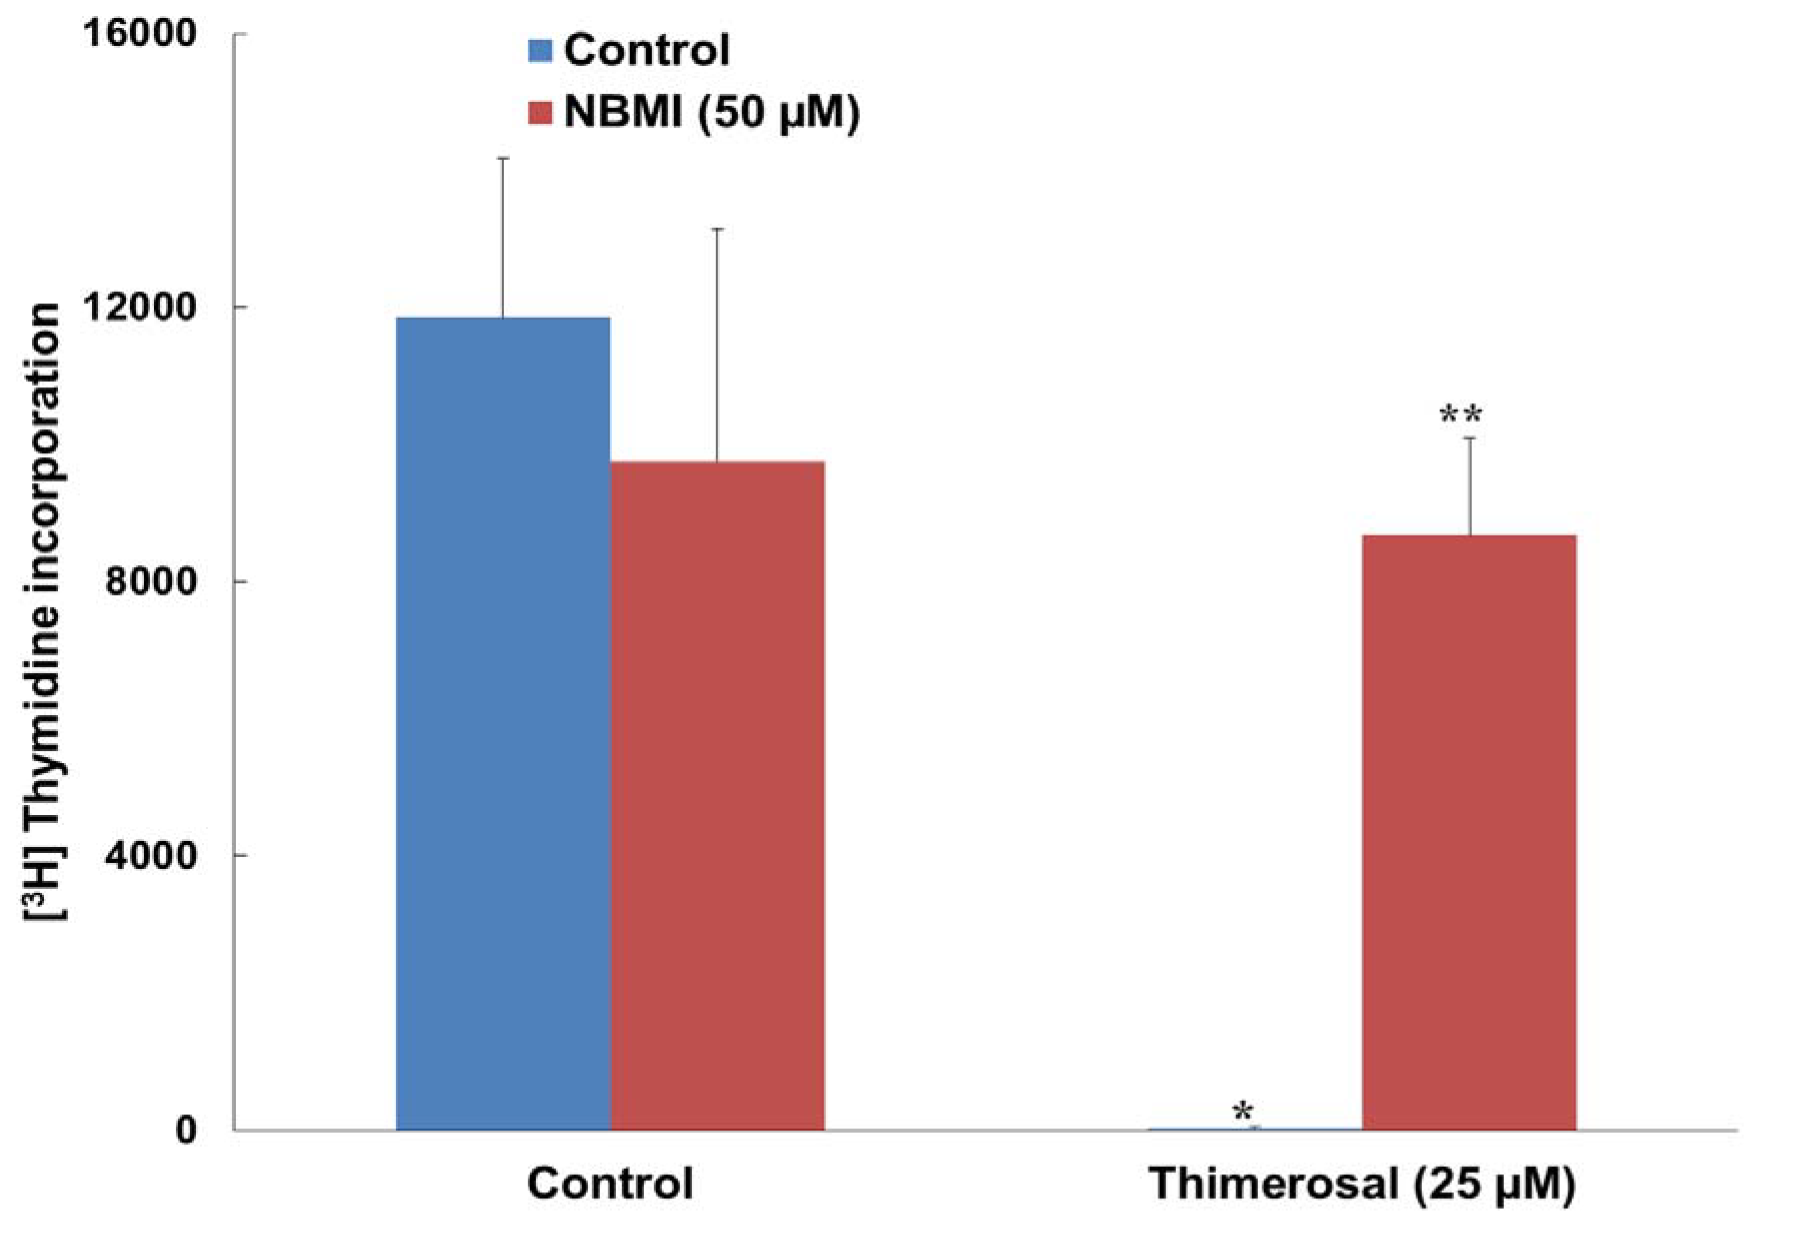 16000
Control
NBMI (50 µM)
12000
8000
4000
0
[³H] Thymidine incorporation
**
*
Control
Thimerosal (25 µM)